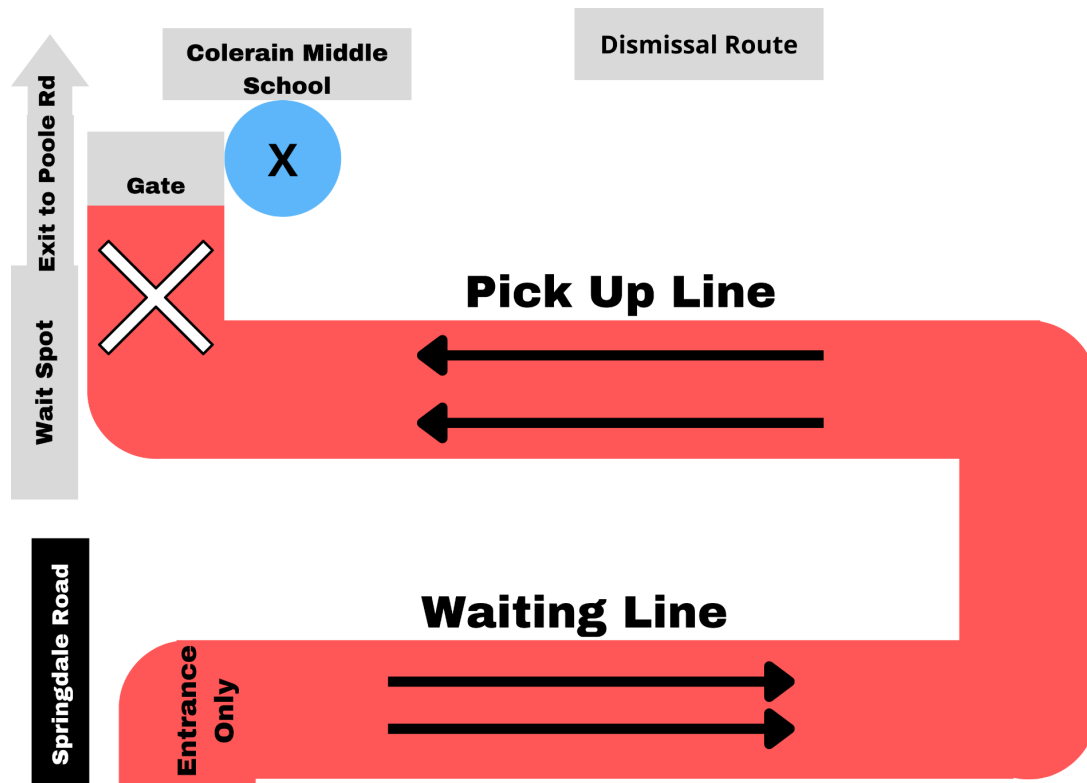 Colerain Middle
School
Dismissal Route
Exit to Poole Rd
X
Gate
Pick Up Line
Wait Spot
Waiting Line
Springdale Road
Entrance
Only